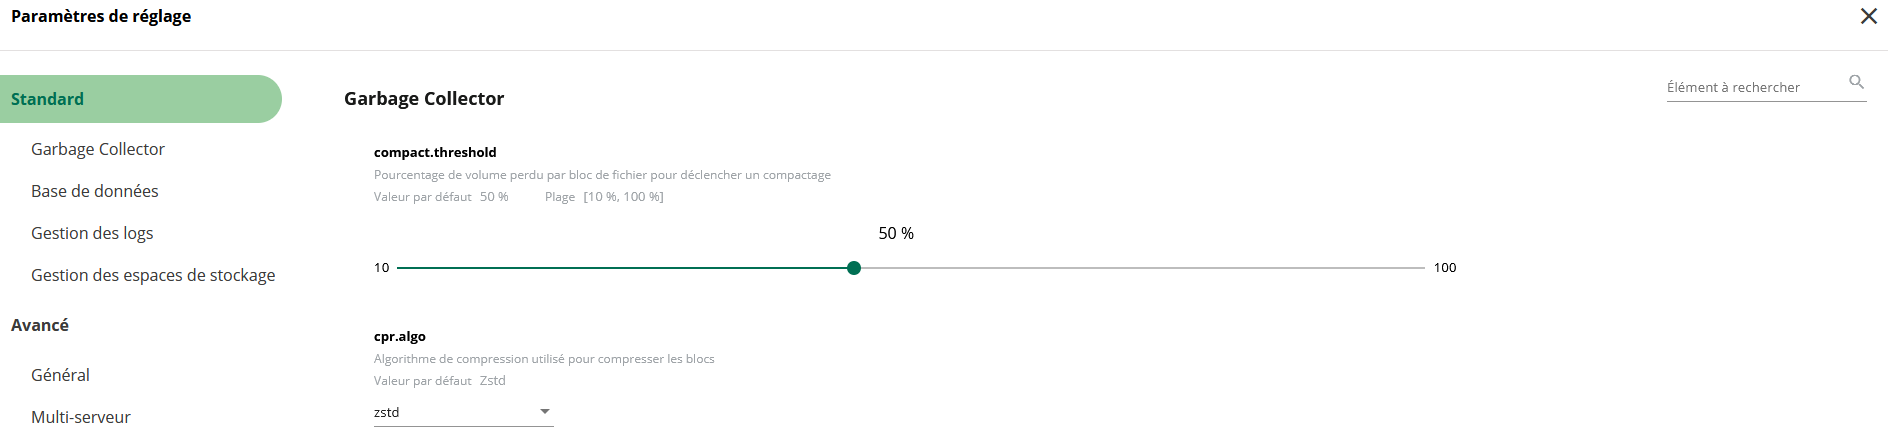 Paramètres de réglage
Standard
Garbage Collector
Base de données
Gestion des logs
Gestion des espaces de stockage
Avancé
Général
Multi-serveur
Élément à rechercher
Garbage Collector
compact.threshold
Pourcentage de volume perdu par bloc de fichier pour déclencher un compactage
Valeur par défaut 50 % Plage [10 %, 100 %]
50 %
10 100
cpr.algo
Algorithme de compression utilisé pour compresser les blocs
Valeur par défaut Zstd
zstd